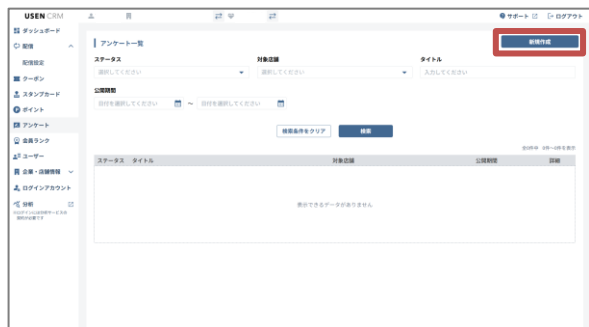 USEN CRM
サポート
ログアウト
ダッシュボード
配信
配信設定
クーポン
スタンプカード
ポイント
アンケート
会員ランク
ユーザー
企業・店舗情報
ログインアカウント
分析
アンケート一覧
新規作成
ステータス 対象店舗 タイトル
選択してください 選択してください 入力してください
公開期間
日付を選択してください ～ 日付を選択してください
検索条件をクリア 検索
ステータス タイトル 対象店舗 公開期間 詳細
表示できるデータがありません